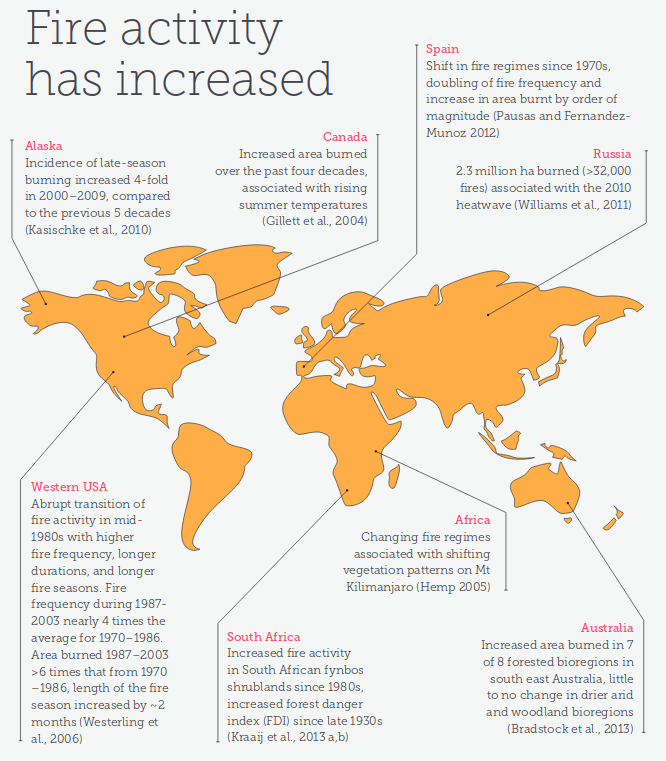 Fire activity
has increased
Spain
Shift in fire regimes since 1970s,
doubling of fire frequency and
increase in area burnt by order of
magnitude (Pausas and Fernandez-
Munoz 2012)
Alaska
Incidence of late-season
burning increased 4-fold
in 2000–2009, compared
to the previous 5 decades
(Kasischke et al., 2010)
Canada
Increased area burned
over the past four decades,
associated with rising
summer temperatures
(Gillett et al., 2004)
Russia
2.3 million ha burned (>32,000
fires) associated with the 2010
heatwave (Williams et al., 2011)
Western USA
Abrupt transition of
fire activity in mid-
1980s with higher
fire frequency, longer
durations, and longer
fire seasons. Fire
frequency during 1987-
2003 nearly 4 times the
average for 1970–1986.
Area burned 1987–2003
>6 times that from 1970
–1986, length of the fire
season increased by ~2
months (Westerling et
al., 2006)
South Africa
Increased fire activity
in South African fynbos
shrublands since 1980s,
increased forest danger
index (FDI) since late 1930s
(Kraaij et al., 2013 a,b)
Africa
Changing fire regimes
associated with shifting
vegetation patterns on Mt
Kilimanjaro (Hemp 2005)
Australia
Increased area burned in 7
of 8 forested bioregions in
south east Australia, little
to no change in drier arid
and woodland bioregions
(Bradstock et al., 2013)